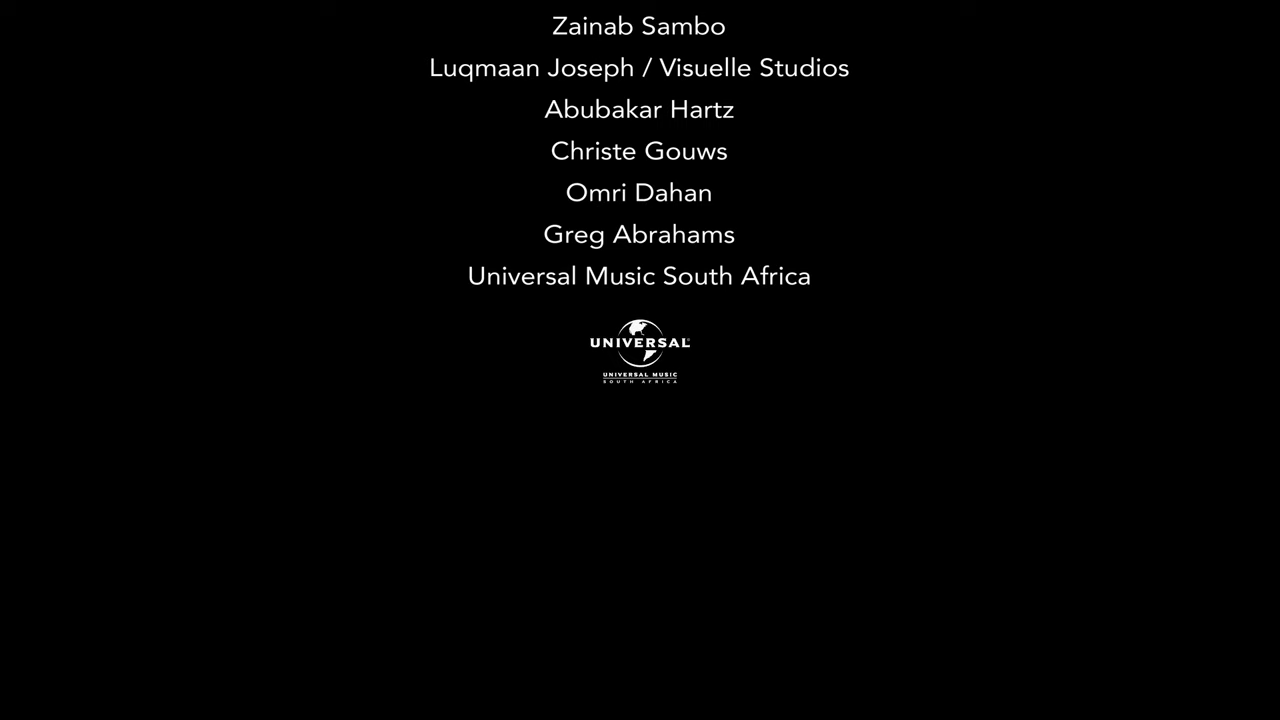 Zainab Sambo
Luqmaan Joseph / Visuelle Studios
Abubakar Hartz
Christe Gouws
Omri Dahan
Greg Abrahams
Universal Music South Africa
UNIVERSAL
UNIVERSAL MUSIC
SOUTH AFRICA